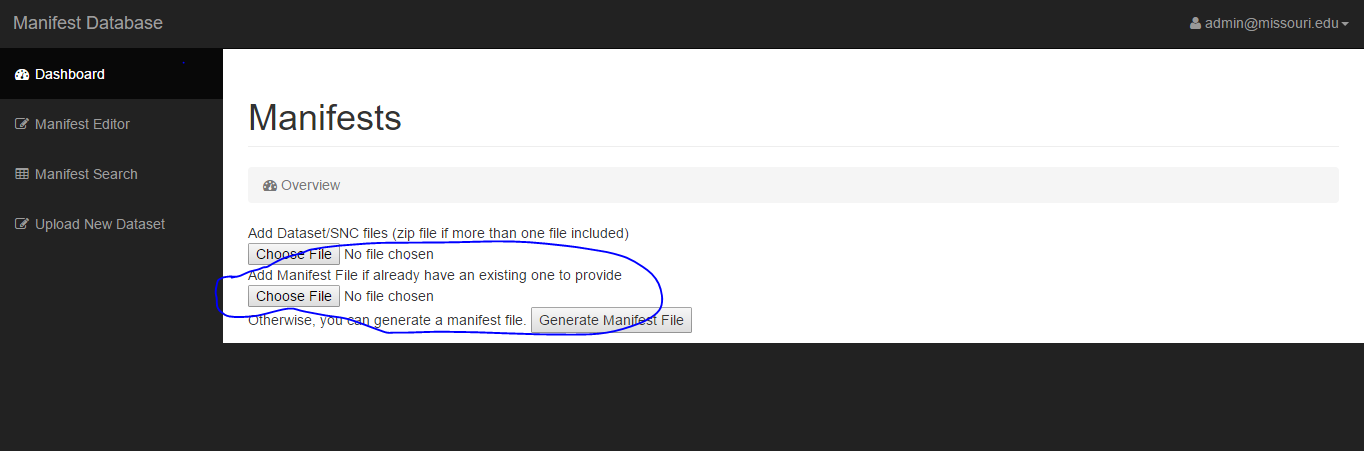 Manifest Database
admin@missouri.edu
Dashboard
Manifest Editor
Manifest Search
Upload New Dataset
Manifests
Overview
Add Dataset/SNC files (zip file if more than one file included)
Choose File No file chosen
Add Manifest File if already have an existing one to provide
Choose File No file chosen
Otherwise, you can generate a manifest file. Generate Manifest File